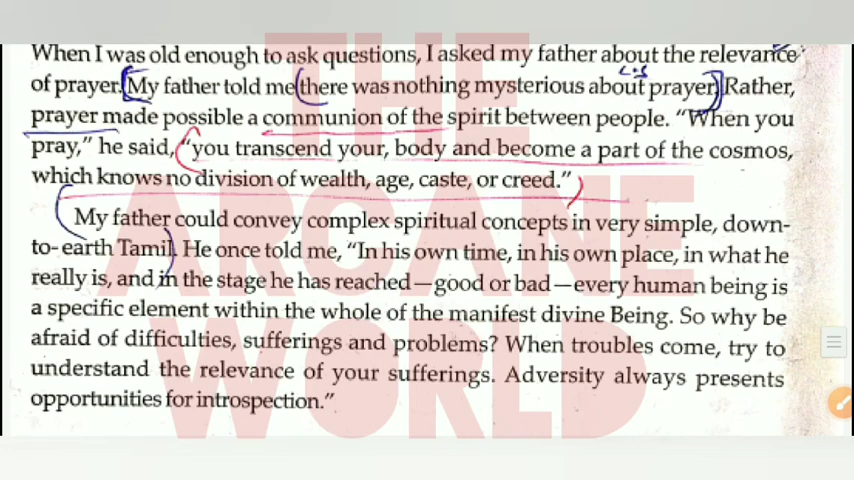 When I was old enough to ask questions, I asked my father about the relevance
of prayer. My father told me there was nothing mysterious about prayer. Rather,
prayer made possible a communion of the spirit between people. "When you
pray," he said, "you transcend your, body and become a part of the cosmos,
which knows no division of wealth, age, caste, or creed."
My father could convey complex spiritual concepts in very simple, down-
to-earth Tamil. He once told me, "In his own time, in his own place, in what he
really is, and in the stage he has reached—good or bad—every human being is
a specific element within the whole of the manifest divine Being. So why be
afraid of difficulties, sufferings and problems? When troubles come, try to
understand the relevance of your sufferings. Adversity always presents
opportunities for introspection."
THE
ARCANE
WORLD